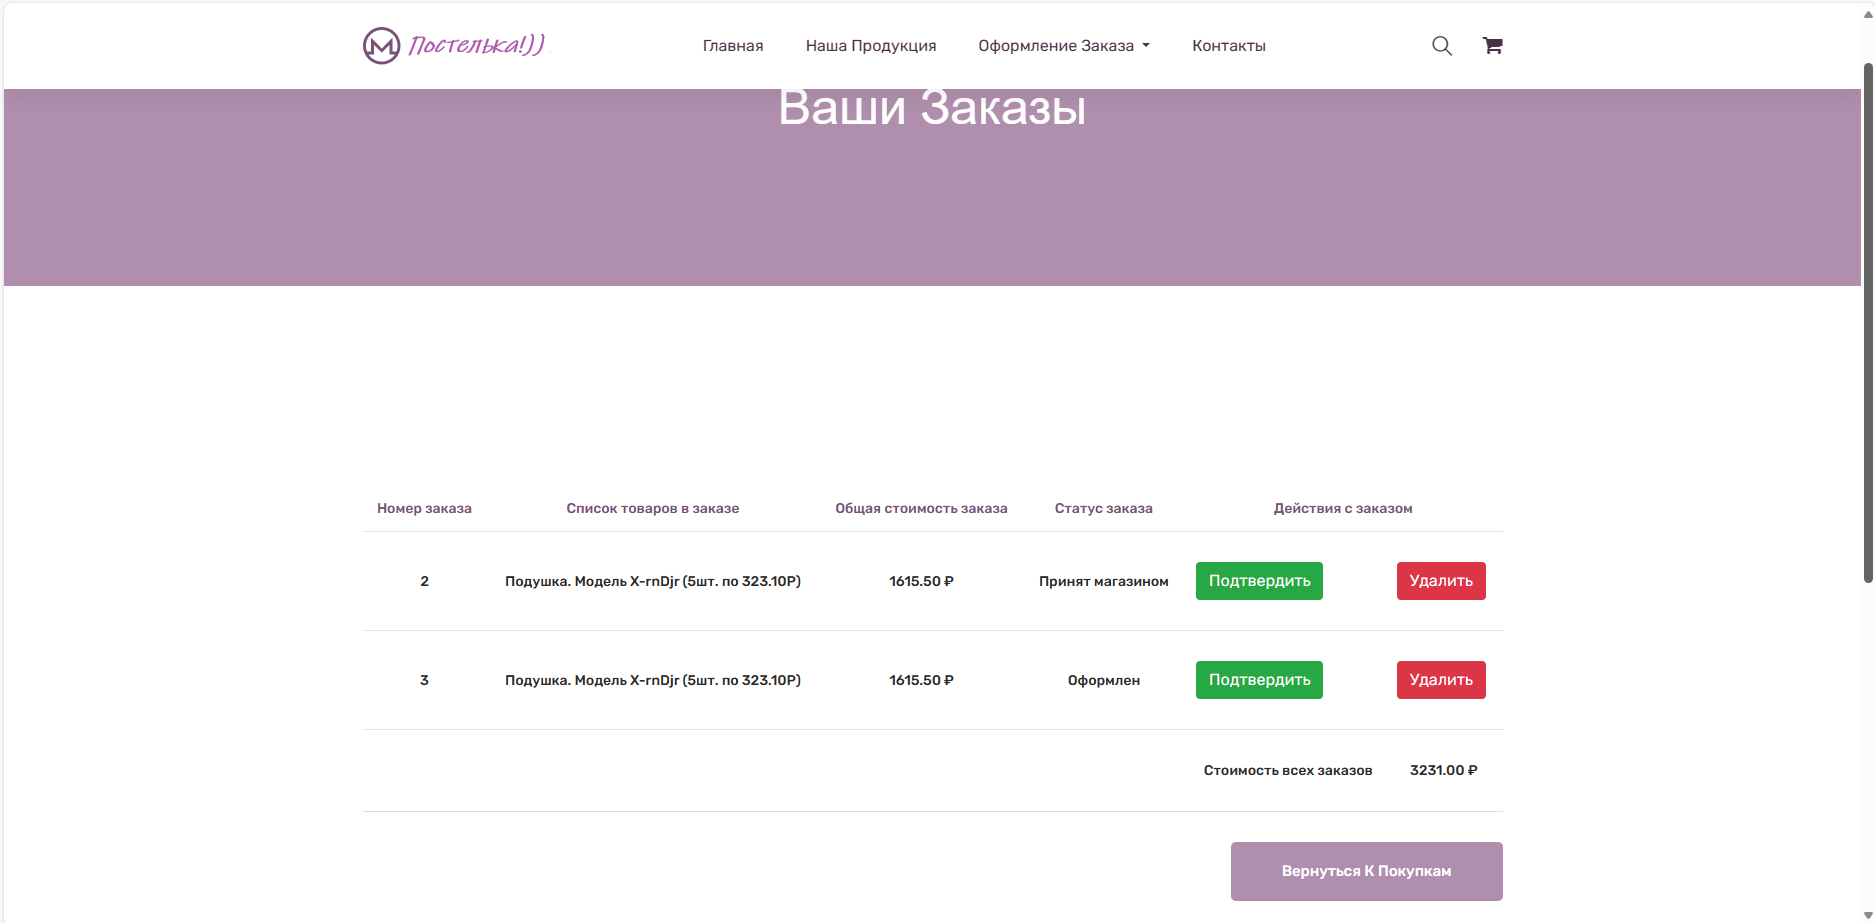 Постелька!))
Главная Наша Продукция Оформление Заказа Контакты
Ваши Заказы
Номер заказа Список товаров в заказе Общая стоимость заказа Статус заказа Действия с заказом
2 Подушка. Модель X-rnDjr (5шт. по 323.10Р) 1615.50 ₽ Принят магазином Подтвердить Удалить
3 Подушка. Модель X-rnDjr (5шт. по 323.10Р) 1615.50 ₽ Оформлен Подтвердить Удалить
Стоимость всех заказов 3231.00 ₽
Вернуться К Покупкам